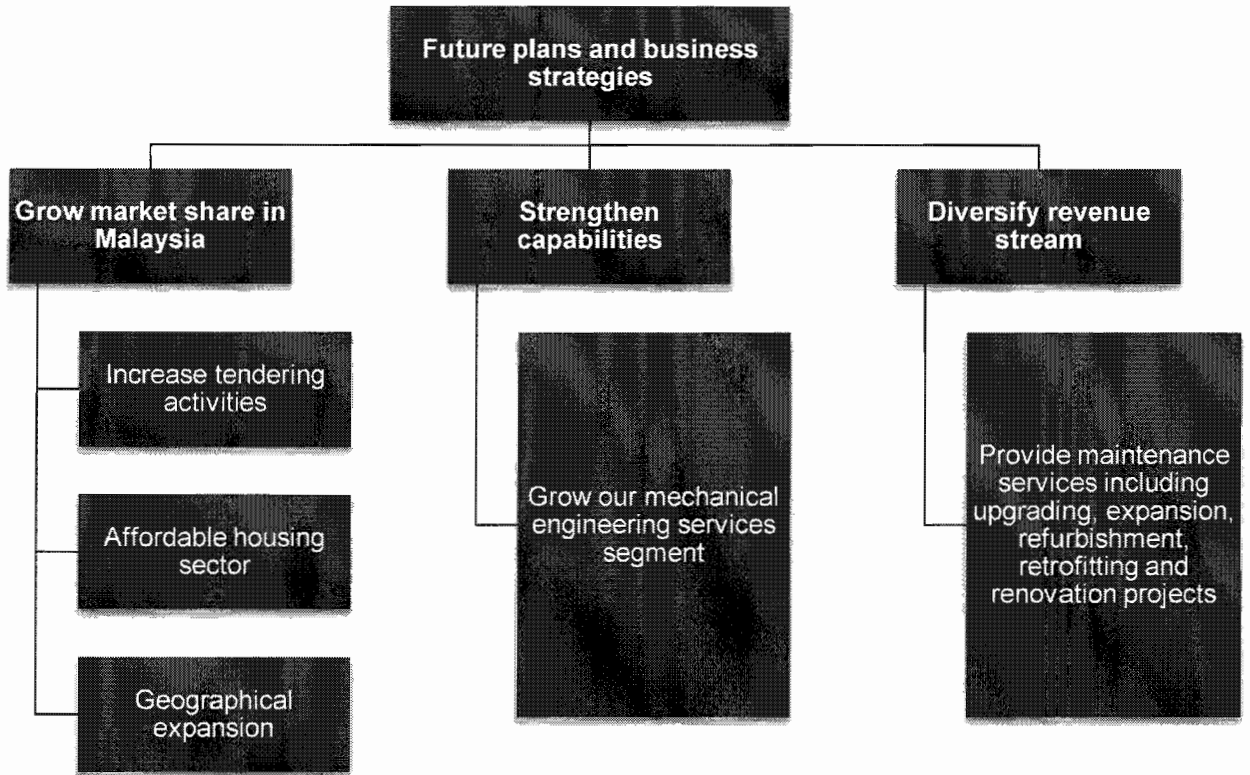 Future plans and business
strategies
Grow market share in
Malaysia
Strengthen
capabilities
Diversify revenue
stream
Increase tendering
activities
Affordable housing
sector
Geographical
expansion
Grow our mechanical
engineering services
segment
Provide maintenance
services including
upgrading, expansion,
refurbishment,
retrofitting and
renovation projects